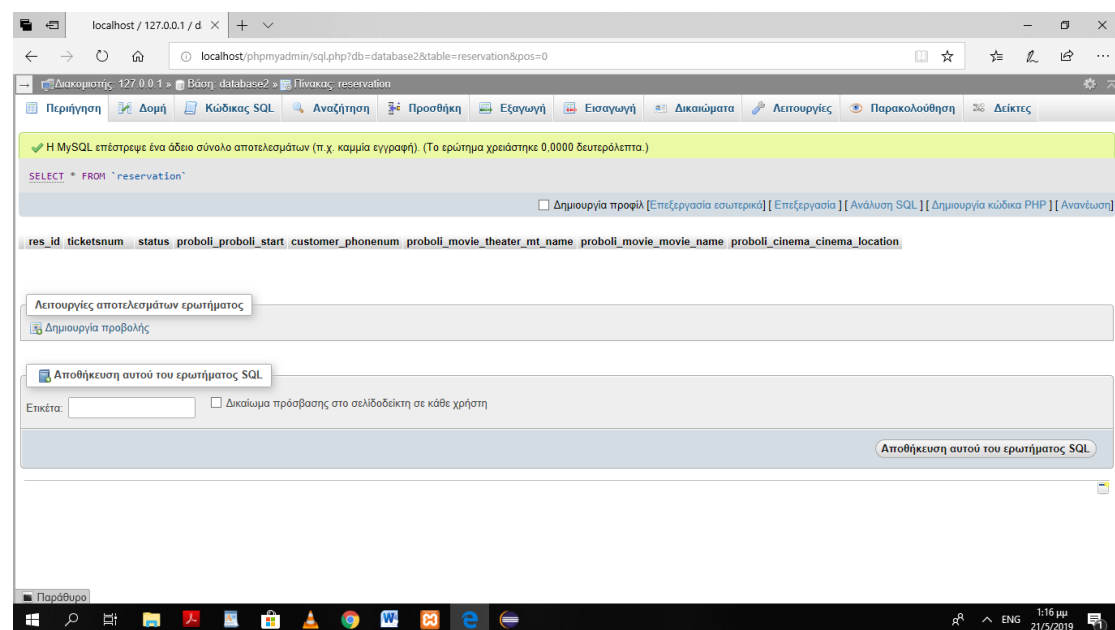 localhost / 127.0.0.1 / d
localhost/phpmyadmin/sql.php?db=database2&table=reservation&pos=0
Διακομιστής: 127.0.0.1 » Βάση: database2 » Πίνακας: reservation
Περιήγηση Δομή Κώδικας SQL Αναζήτηση Προσθήκη Εξαγωγή Εισαγωγή Δικαιώματα Λειτουργίες Παρακολούθηση Δείκτες
Η MySQL επέστρεψε ένα άδειο σύνολο αποτελεσμάτων (π.χ. καμμία εγγραφή). (Το ερώτημα χρειάστηκε 0,0000 δευτερόλεπτα.)
SELECT * FROM `reservation`
Δημιουργία προφίλ [Επεξεργασία εσωτερικά] [ Επεξεργασία ] [ Ανάλυση SQL ] [ Δημιουργία κώδικα PHP ] [ Ανανέωση]
res_id ticketsnum status proboli_proboli_start customer_phonenum proboli_movie_theater_mt_name proboli_movie_movie_name proboli_cinema_cinema_location
Λειτουργίες αποτελεσμάτων ερωτήματος
Δημιουργία προβολής
Αποθήκευση αυτού του ερωτήματος SQL
Ετικέτα: Δικαίωμα πρόσβασης στο σελιδοδείκτη σε κάθε χρήστη
Αποθήκευση αυτού του ερωτήματος SQL
Παράθυρο
ENG 1:16 μμ
21/5/2019